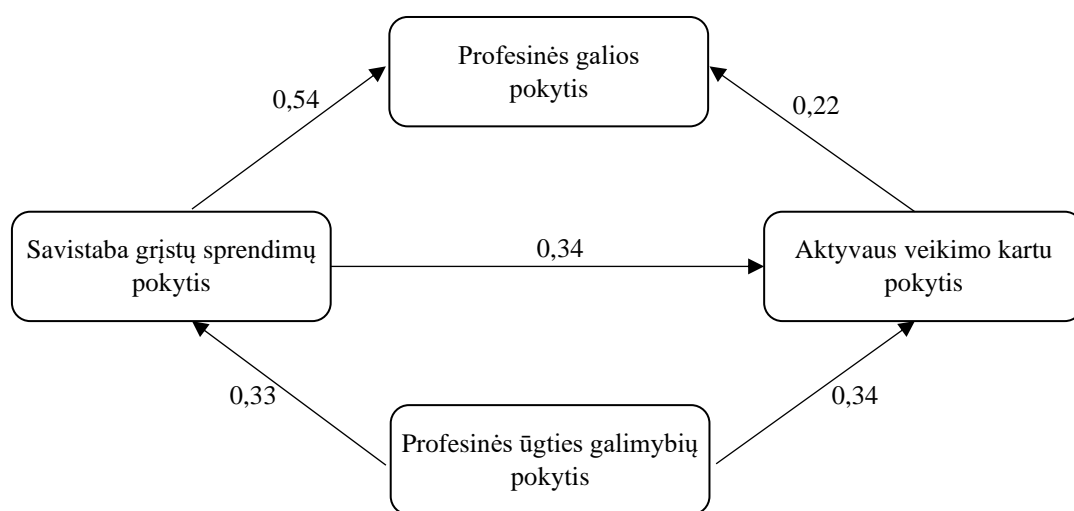 Profesinės galios
pokytis
0,54
0,22
Savistaba grįstų sprendimų
pokytis
0,34
Aktyvaus veikimo kartu
pokytis
0,33
0,34
Profesinės ūgties galimybių
pokytis